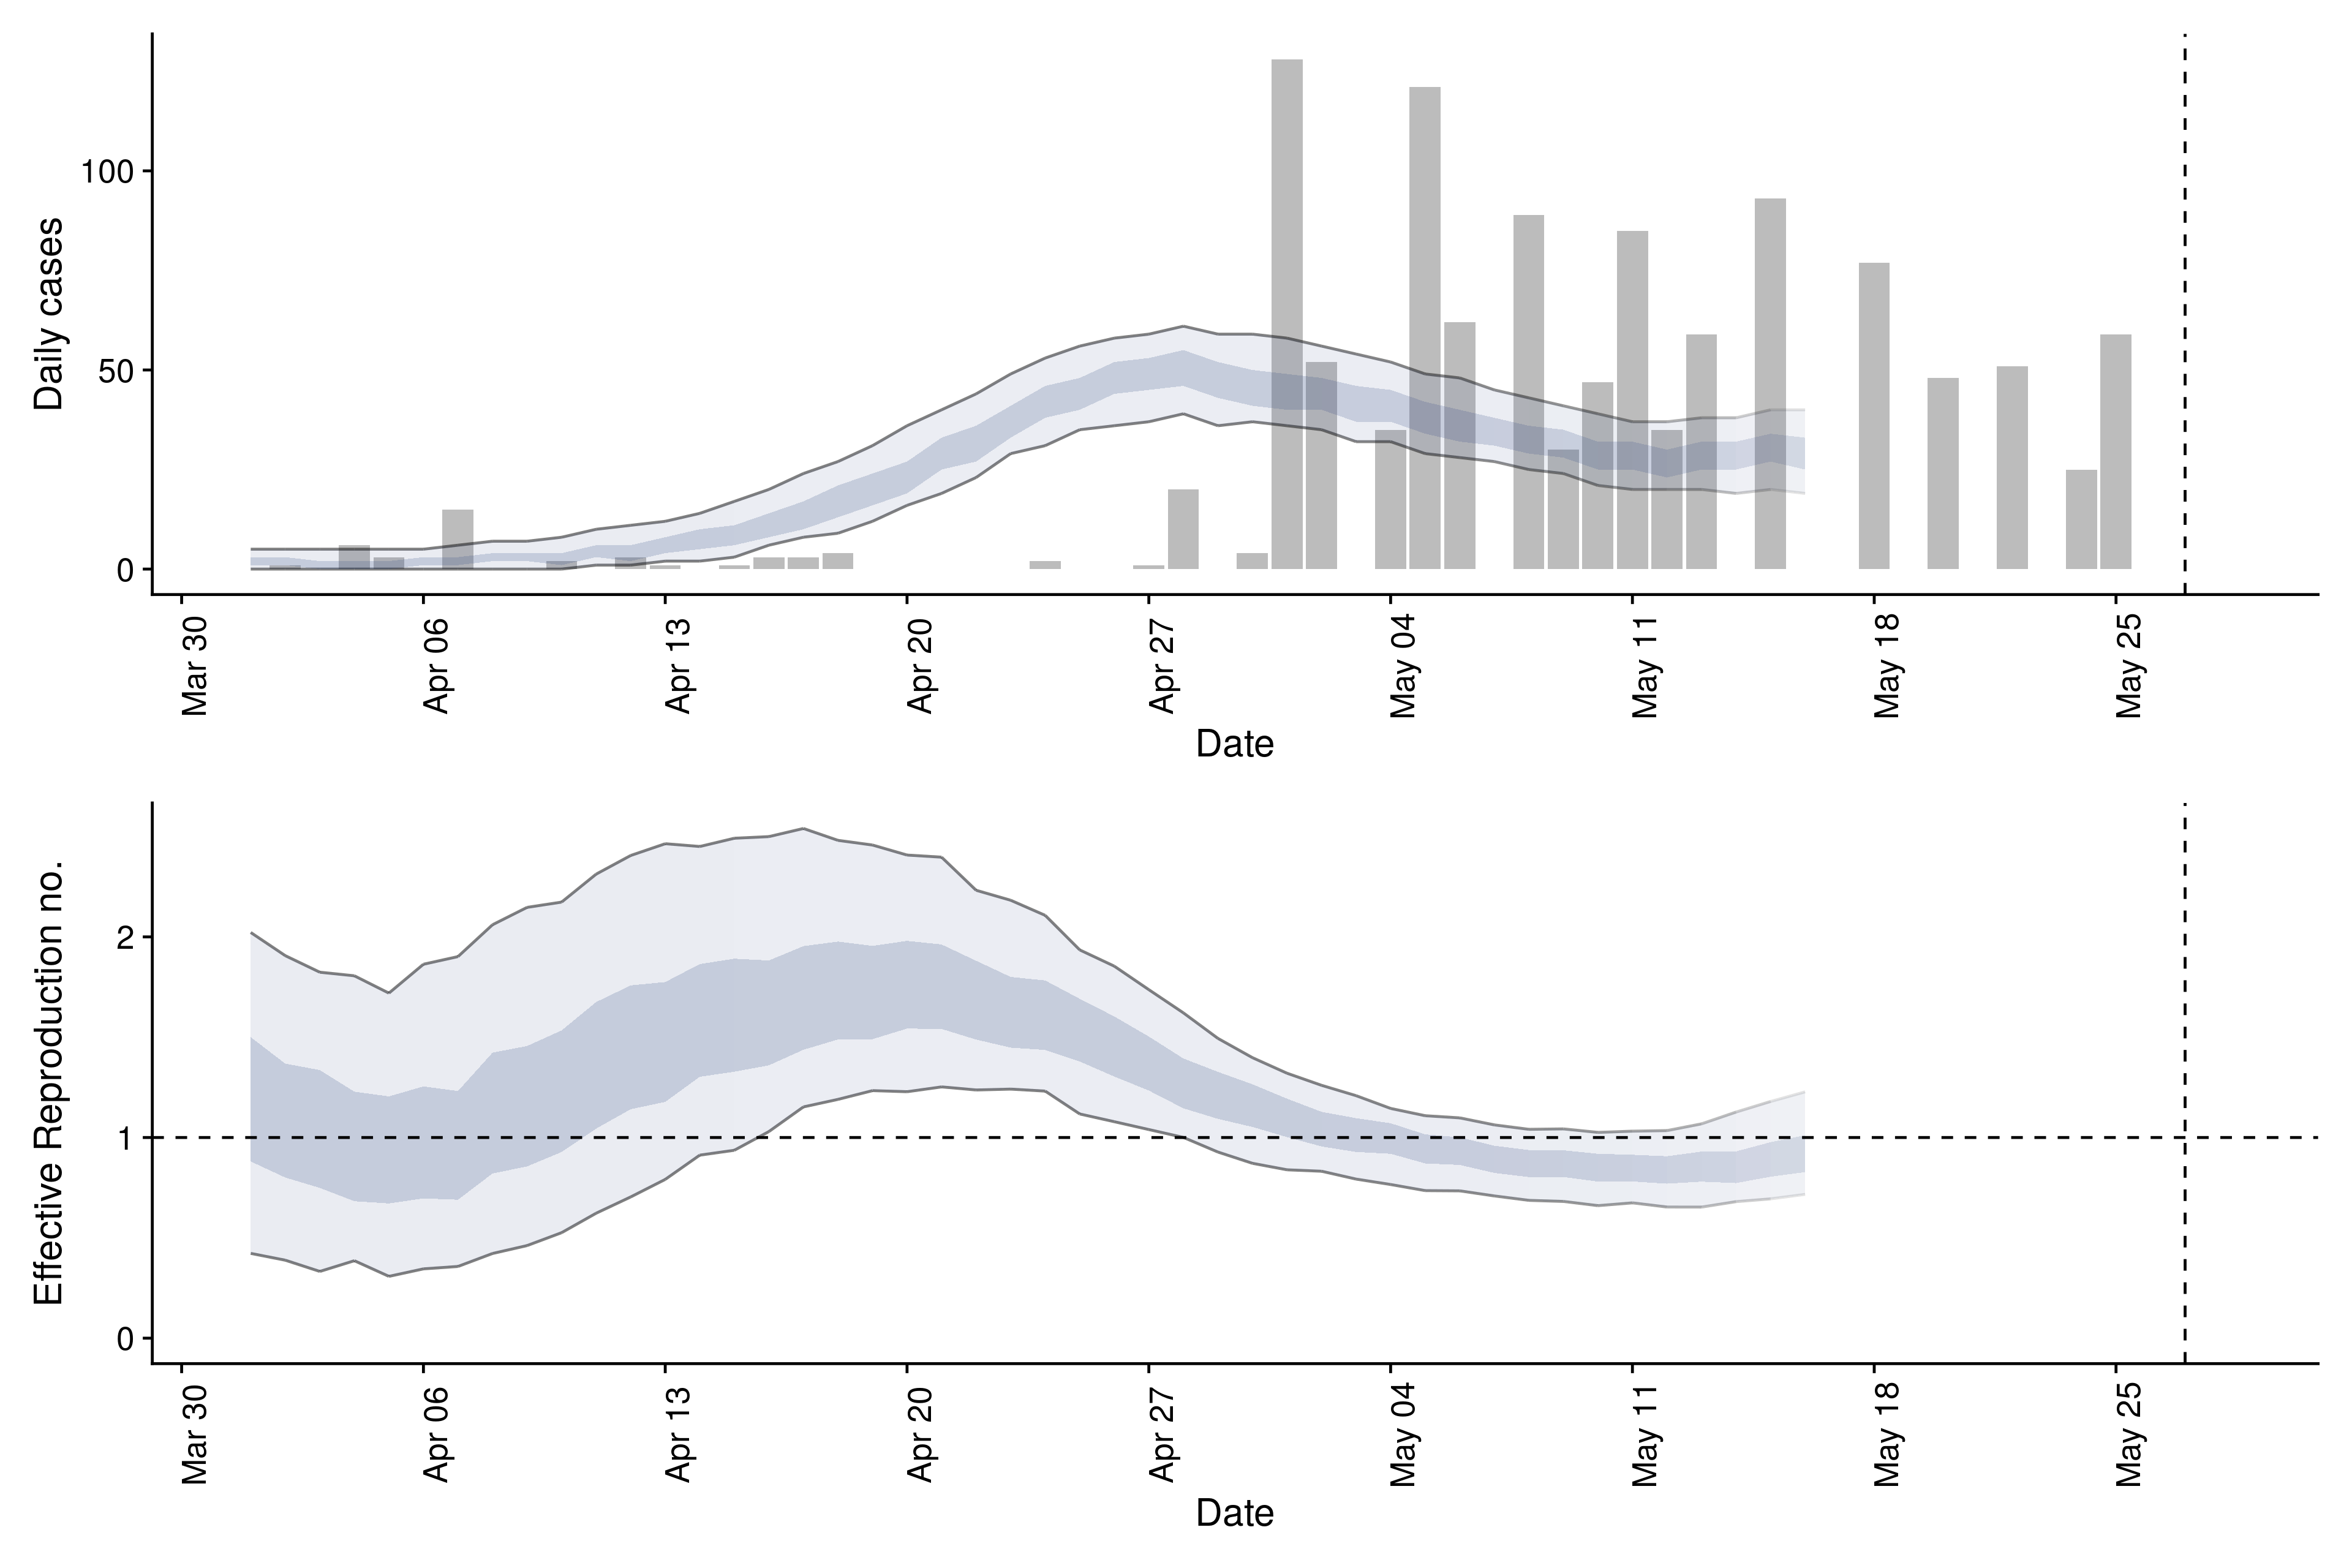 Daily cases
100
50
0
Mar 30
Apr 06
Apr 13
Apr 20
Apr 27
May 04
May 11
May 18
May 25
Date
Effective Reproduction no.
2
1
0
Mar 30
Apr 06
Apr 13
Apr 20
Apr 27
May 04
May 11
May 18
May 25
Date